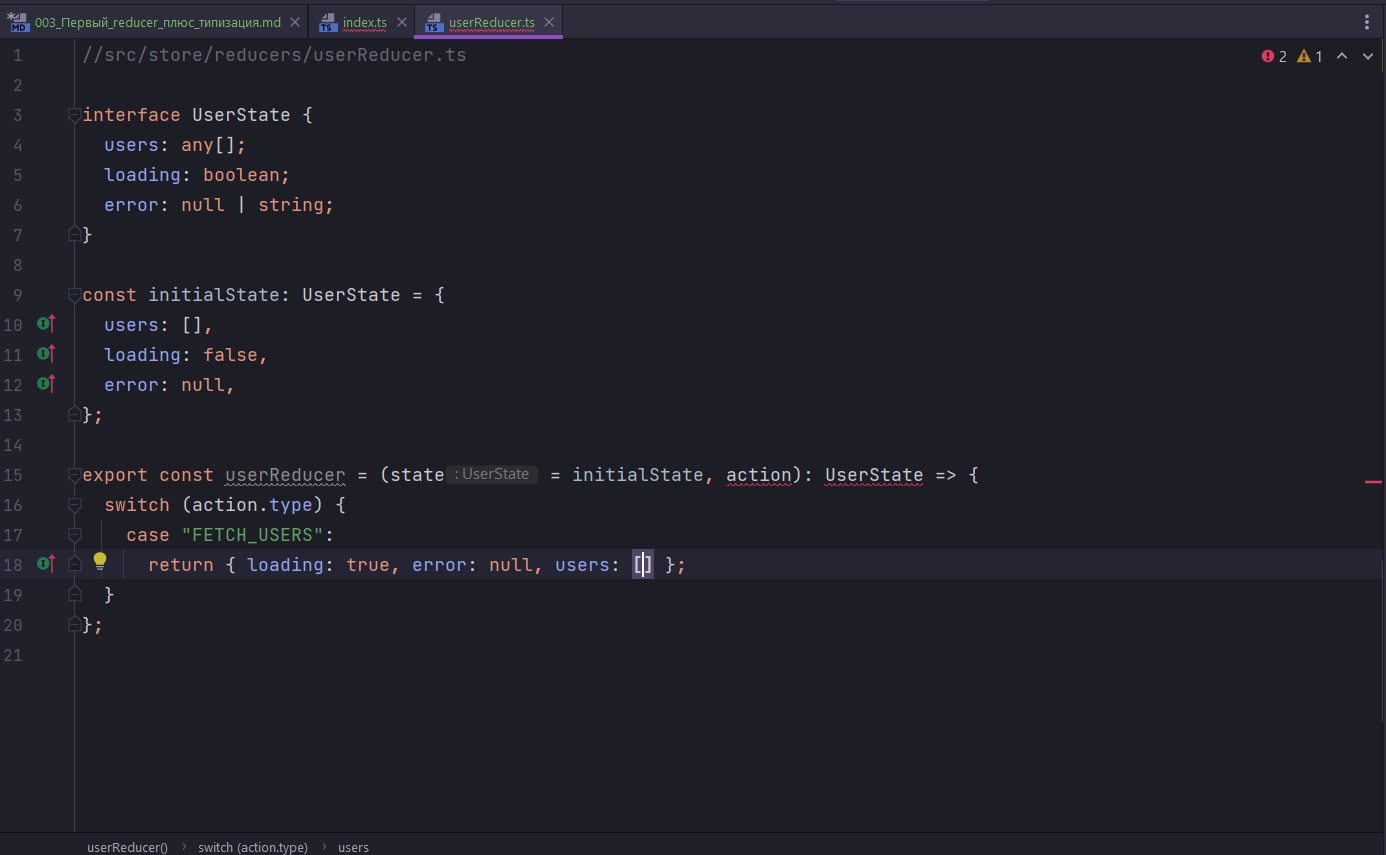 MD 003_Первый_reducer_плюс_типизация.md TS index.ts TS userReducer.ts
1 //src/store/reducers/userReducer.ts 2 1
2
3 interface UserState {
4 users: any[];
5 loading: boolean;
6 error: null | string;
7 }
8
9 const initialState: UserState = {
10 users: [],
11 loading: false,
12 error: null,
13 };
14
15 export const userReducer = (state : UserState = initialState, action): UserState => {
16 switch (action.type) {
17 case "FETCH_USERS":
18 return { loading: true, error: null, users: [] };
19 }
20 };
21
userReducer() › switch (action.type) › users